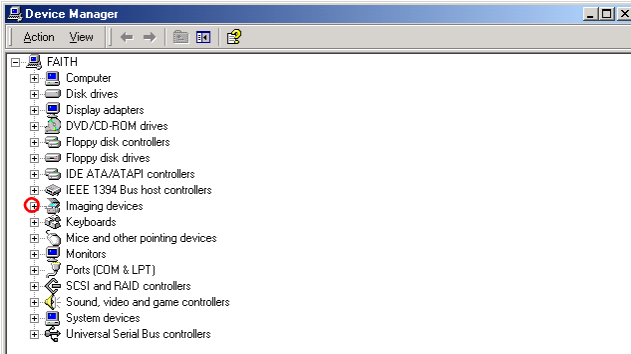 Device Manager
Action View
FAITH
Computer
Disk drives
Display adapters
DVD/CD-ROM drives
Floppy disk controllers
Floppy disk drives
IDE ATA/ATAPI controllers
IEEE 1394 Bus host controllers
Imaging devices
Keyboards
Mice and other pointing devices
Monitors
Ports (COM & LPT)
SCSI and RAID controllers
Sound, video and game controllers
System devices
Universal Serial Bus controllers